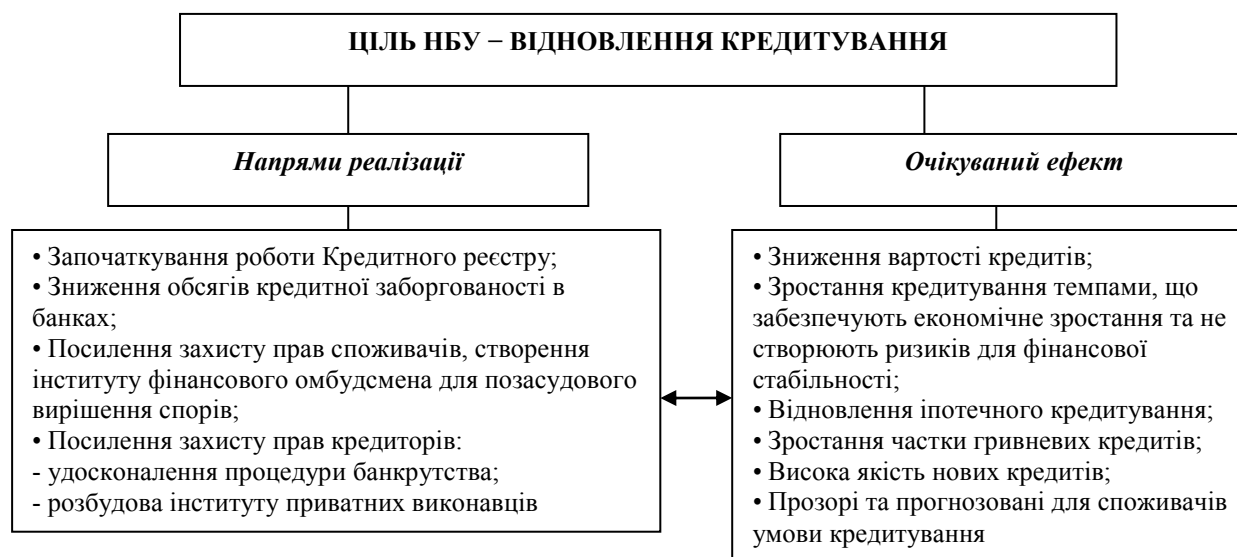 ЦІЛЬ НБУ − ВІДНОВЛЕННЯ КРЕДИТУВАННЯ
Напрями реалізації
Очікуваний ефект
• Започаткування роботи Кредитного реєстру;
• Зниження обсягів кредитної заборгованості в
банках;
• Посилення захисту прав споживачів, створення
інституту фінансового омбудсмена для позасудового
вирішення спорів;
• Посилення захисту прав кредиторів:
- удосконалення процедури банкрутства;
- розбудова інституту приватних виконавців
• Зниження вартості кредитів;
• Зростання кредитування темпами, що
забезпечують економічне зростання та не
створюють ризиків для фінансової
стабільності;
• Відновлення іпотечного кредитування;
• Зростання частки гривневих кредитів;
• Висока якість нових кредитів;
• Прозорі та прогнозовані для споживачів
умови кредитування